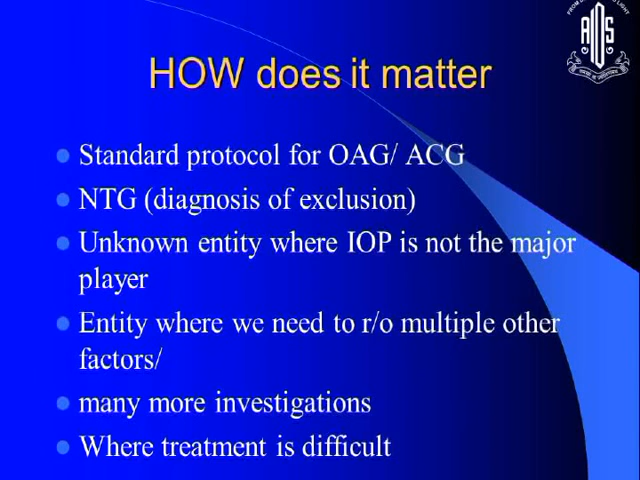 AIOS
HOW does it matter
Standard protocol for OAG/ ACG
NTG (diagnosis of exclusion)
Unknown entity where IOP is not the major
player
Entity where we need to r/o multiple other
factors/
many more investigations
Where treatment is difficult